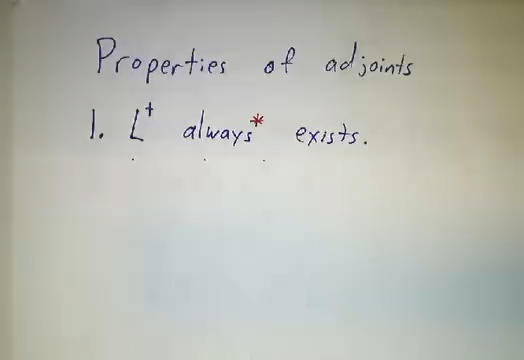 Properties of adjoints
1. L† always* exists.